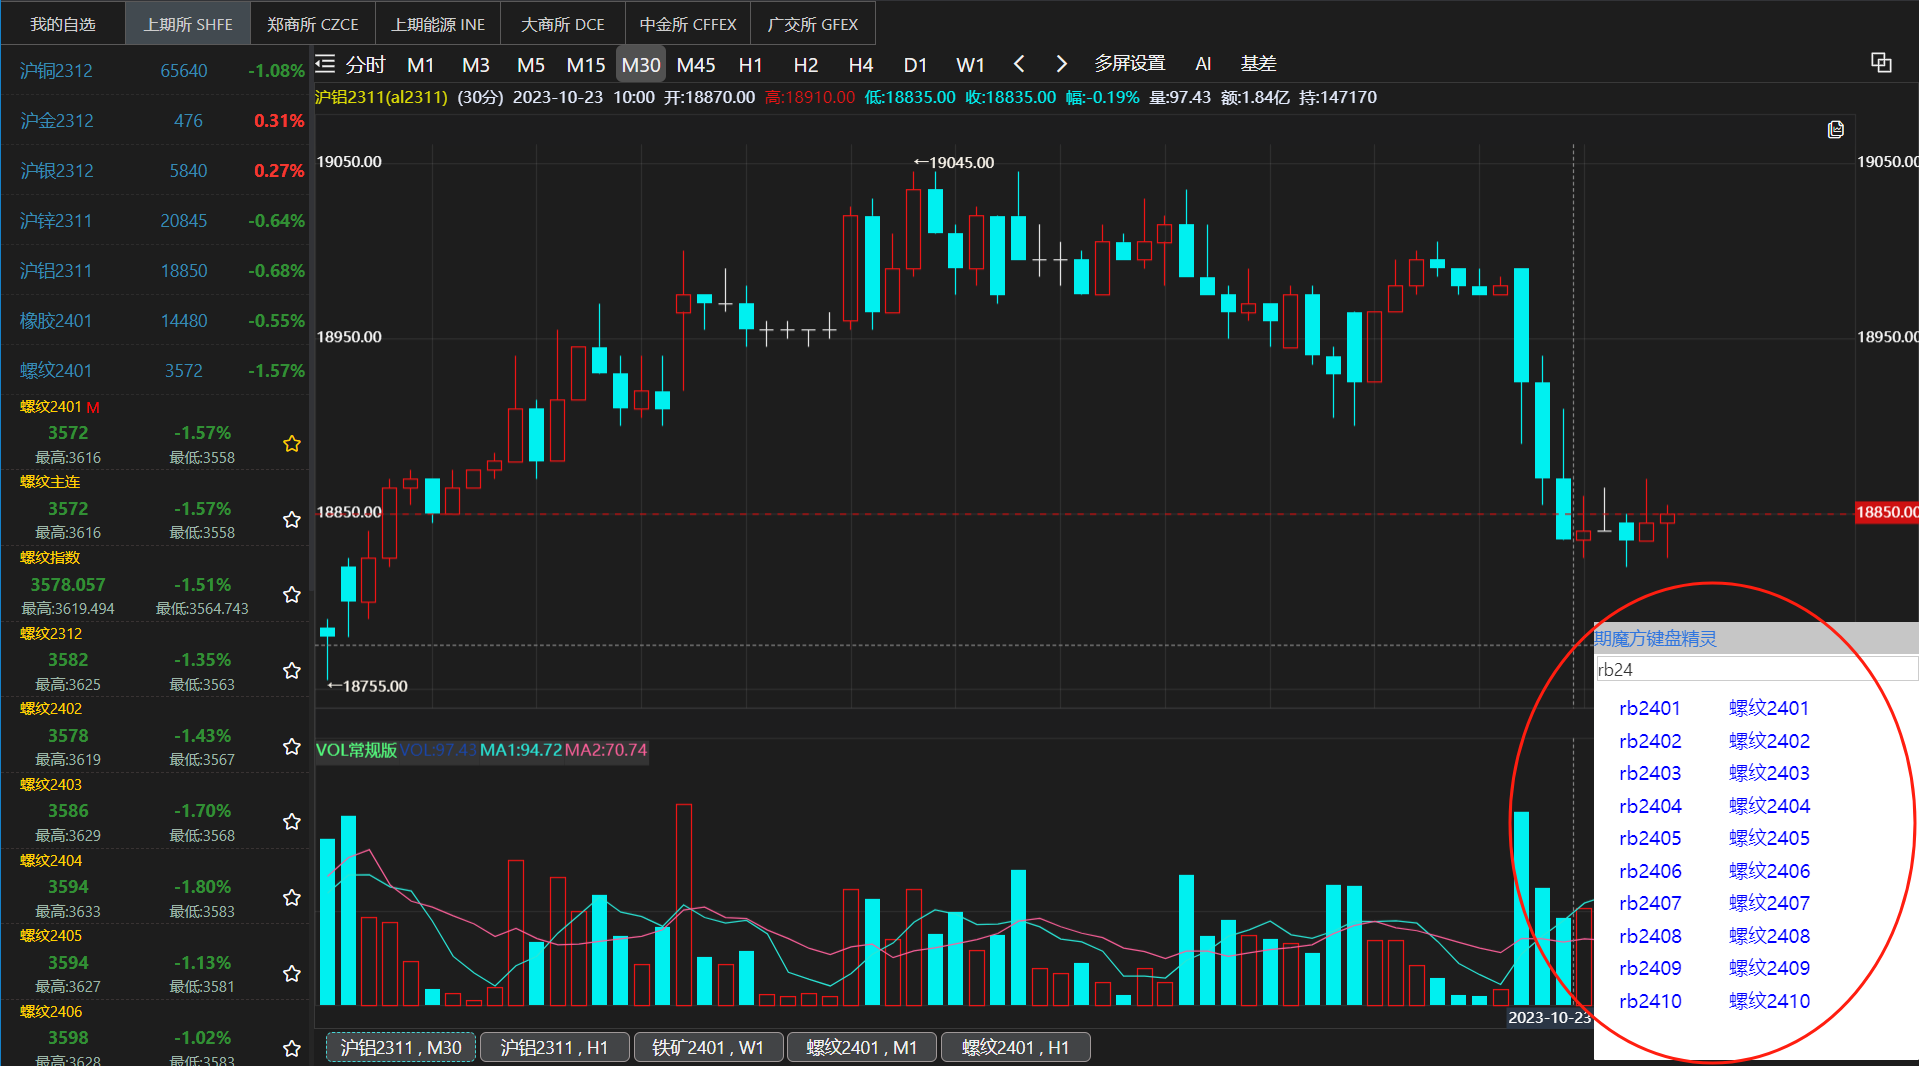 我的自选 上期所 SHFE 郑商所 CZCE 上期能源 INE 大商所 DCE 中金所 CFFEX 广交所 GFEX
分时 M1 M3 M5 M15 M30 M45 H1 H2 H4 D1 W1 多屏设置 AI 基差
沪铝2311(al2311) (30分) 2023-10-23 10:00 开:18870.00 高:18910.00 低:18835.00 收:18835.00 幅:-0.19% 量:97.43 额:1.84亿 持:147170
沪铜2312 65640 -1.08%
沪金2312 476 0.31%
沪银2312 5840 0.27%
沪锌2311 20845 -0.64%
沪铝2311 18850 -0.68%
橡胶2401 14480 -0.55%
螺纹2401 3572 -1.57%
螺纹2401 M
3572 -1.57%
最高:3616 最低:3558
螺纹主连
3572 -1.57%
最高:3616 最低:3558
螺纹指数
3578.057 -1.51%
最高:3619.494 最低:3564.743
螺纹2312
3582 -1.35%
最高:3625 最低:3563
螺纹2402
3578 -1.43%
最高:3619 最低:3567
螺纹2403
3586 -1.70%
最高:3629 最低:3568
螺纹2404
3594 -1.80%
最高:3633 最低:3583
螺纹2405
3594 -1.13%
最高:3627 最低:3581
螺纹2406
3598 -1.02%
最高:3628 最低:3583
19050.00 ←19045.00 19050.00
18950.00 18950.00
18850.00 18850.00
←18755.00
VOL常规版 VOL:97.43 MA1:94.72 MA2:70.74
2023-10-23
期魔方键盘精灵
rb24
rb2401 螺纹2401
rb2402 螺纹2402
rb2403 螺纹2403
rb2404 螺纹2404
rb2405 螺纹2405
rb2406 螺纹2406
rb2407 螺纹2407
rb2408 螺纹2408
rb2409 螺纹2409
rb2410 螺纹2410
沪铝2311 , M30 沪铝2311 , H1 铁矿2401 , W1 螺纹2401 , M1 螺纹2401 , H1